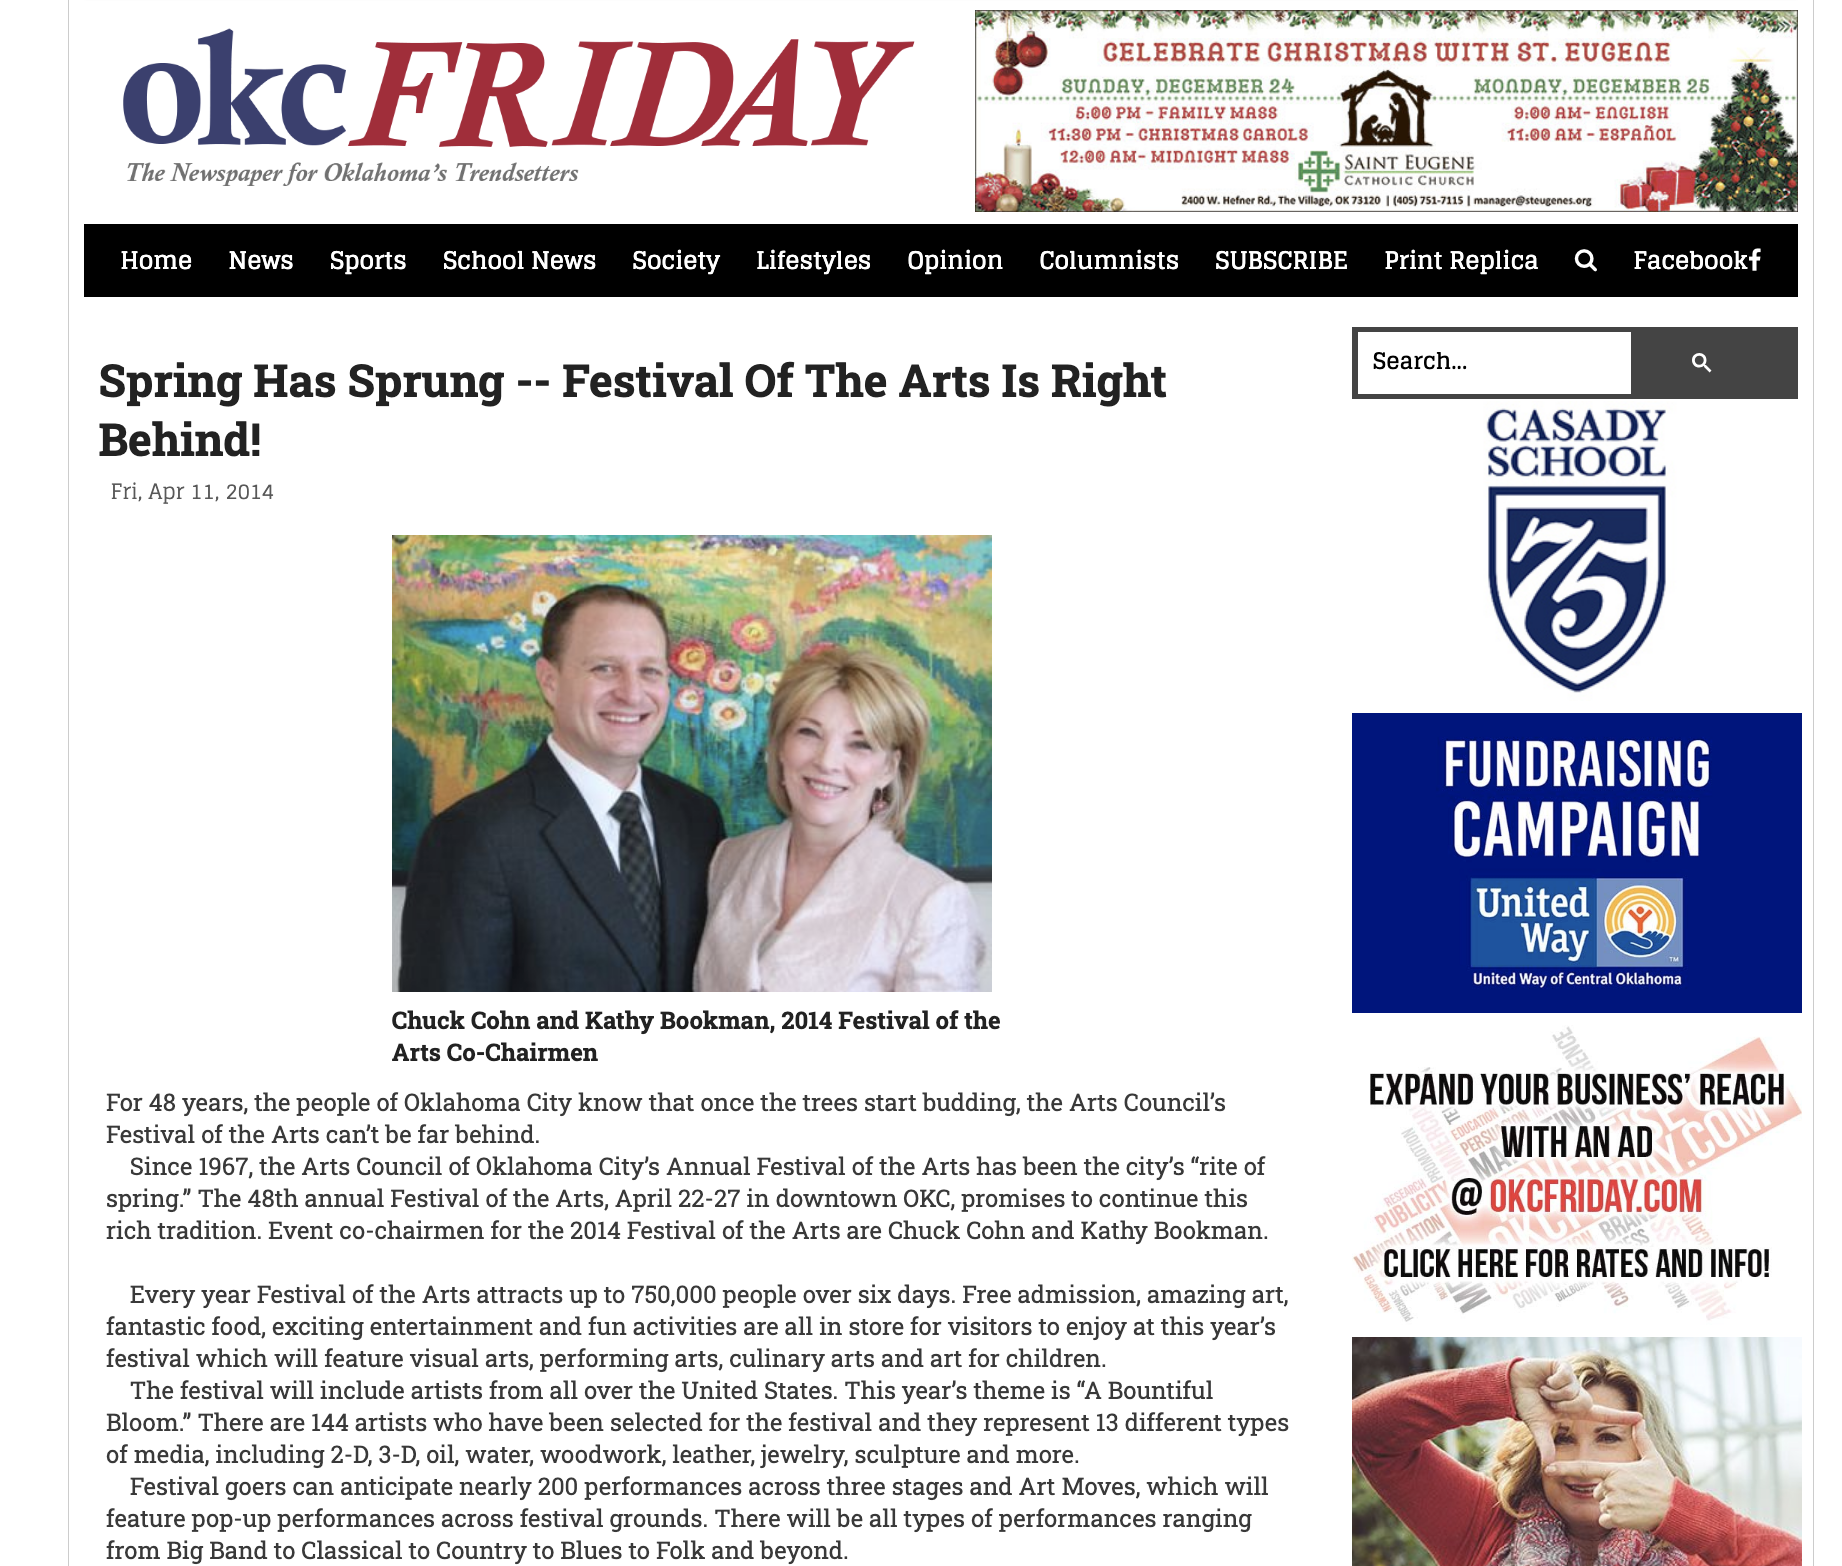 okcFRIDAY
The Newspaper for Oklahoma's Trendsetters
CELEBRATE CHRISTMAS WITH ST. EUGENE
SUNDAY, DECEMBER 24
5:00 PM - FAMILY MASS
11:30 PM - CHRISTMAS CAROLS
12:00 AM- MIDNIGHT MASS
MONDAY, DECEMBER 25
9:00 AM- ENGLISH
11:00 AM - ESPAÑOL
SAINT EUGENE
CATHOLIC CHURCH
2400 W. Hefner Rd., The Village, OK 73120 | (405) 751-7115 | manager@steugenes.org
Home News Sports School News Society Lifestyles Opinion Columnists SUBSCRIBE Print Replica Facebook
Spring Has Sprung -- Festival Of The Arts Is Right
Behind!
Fri, Apr 11, 2014
Chuck Cohn and Kathy Bookman, 2014 Festival of the
Arts Co-Chairmen
For 48 years, the people of Oklahoma City know that once the trees start budding, the Arts Council's
Festival of the Arts can't be far behind.
Since 1967, the Arts Council of Oklahoma City's Annual Festival of the Arts has been the city's “rite of
spring.” The 48th annual Festival of the Arts, April 22-27 in downtown OKC, promises to continue this
rich tradition. Event co-chairmen for the 2014 Festival of the Arts are Chuck Cohn and Kathy Bookman.
Every year Festival of the Arts attracts up to 750,000 people over six days. Free admission, amazing art,
fantastic food, exciting entertainment and fun activities are all in store for visitors to enjoy at this year's
festival which will feature visual arts, performing arts, culinary arts and art for children.
The festival will include artists from all over the United States. This year's theme is “A Bountiful
Bloom.” There are 144 artists who have been selected for the festival and they represent 13 different types
of media, including 2-D, 3-D, oil, water, woodwork, leather, jewelry, sculpture and more.
Festival goers can anticipate nearly 200 performances across three stages and Art Moves, which will
feature pop-up performances across festival grounds. There will be all types of performances ranging
from Big Band to Classical to Country to Blues to Folk and beyond.
Search...
CASADY
SCHOOL
75
FUNDRAISING
CAMPAIGN
United
Way
TM
United Way of Central Oklahoma
EXPAND YOUR BUSINESS' REACH
WITH AN AD
@ OKCFRIDAY.COM
CLICK HERE FOR RATES AND INFO!